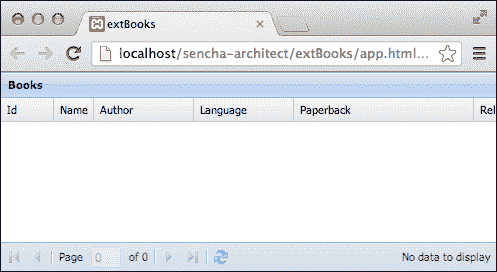 extBooks
localhost/sencha-architect/extBooks/app.html...
Books
Id Name Author Language Paperback Rel
Page 0 of 0 No data to display